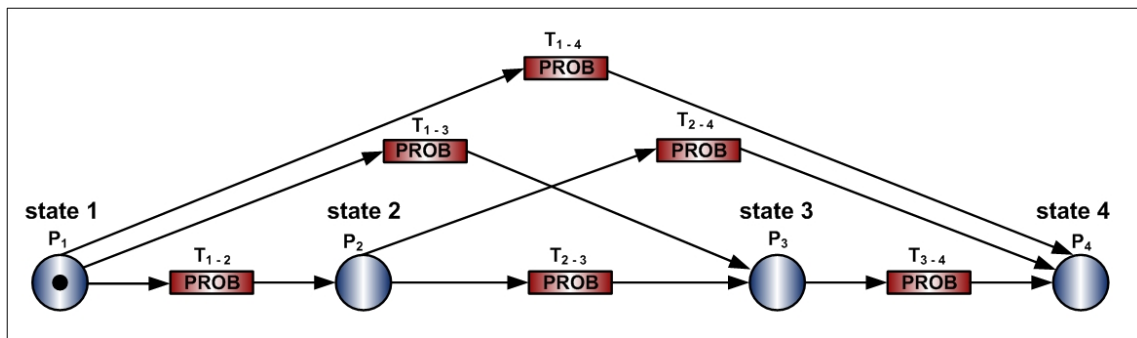 T1 - 4
PROB
T1 - 3
PROB
T2 - 4
PROB
state 1
state 2
state 3
state 4
P1
P2
P3
P4
T1 - 2
PROB
T2 - 3
PROB
T3 - 4
PROB